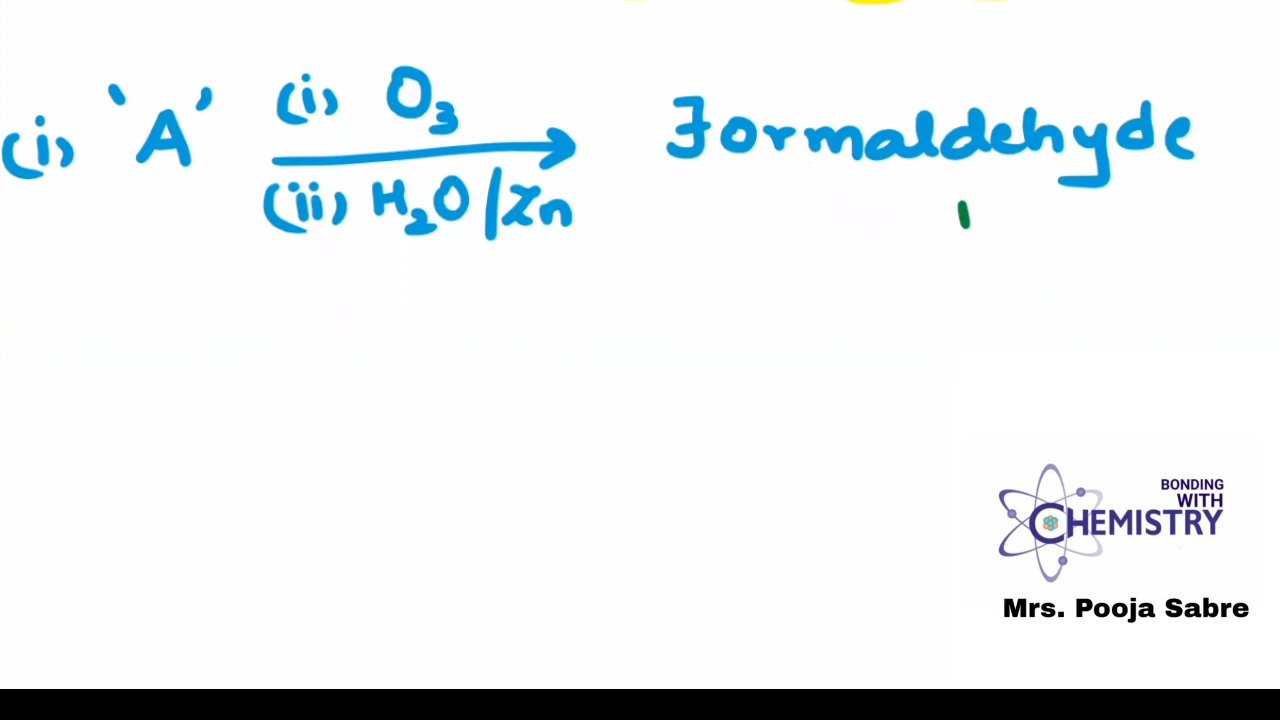 (i) 'A' (i) O3 Formaldehyde
(ii) H2O/Zn
BONDING
WITH
CHEMISTRY
Mrs. Pooja Sabre